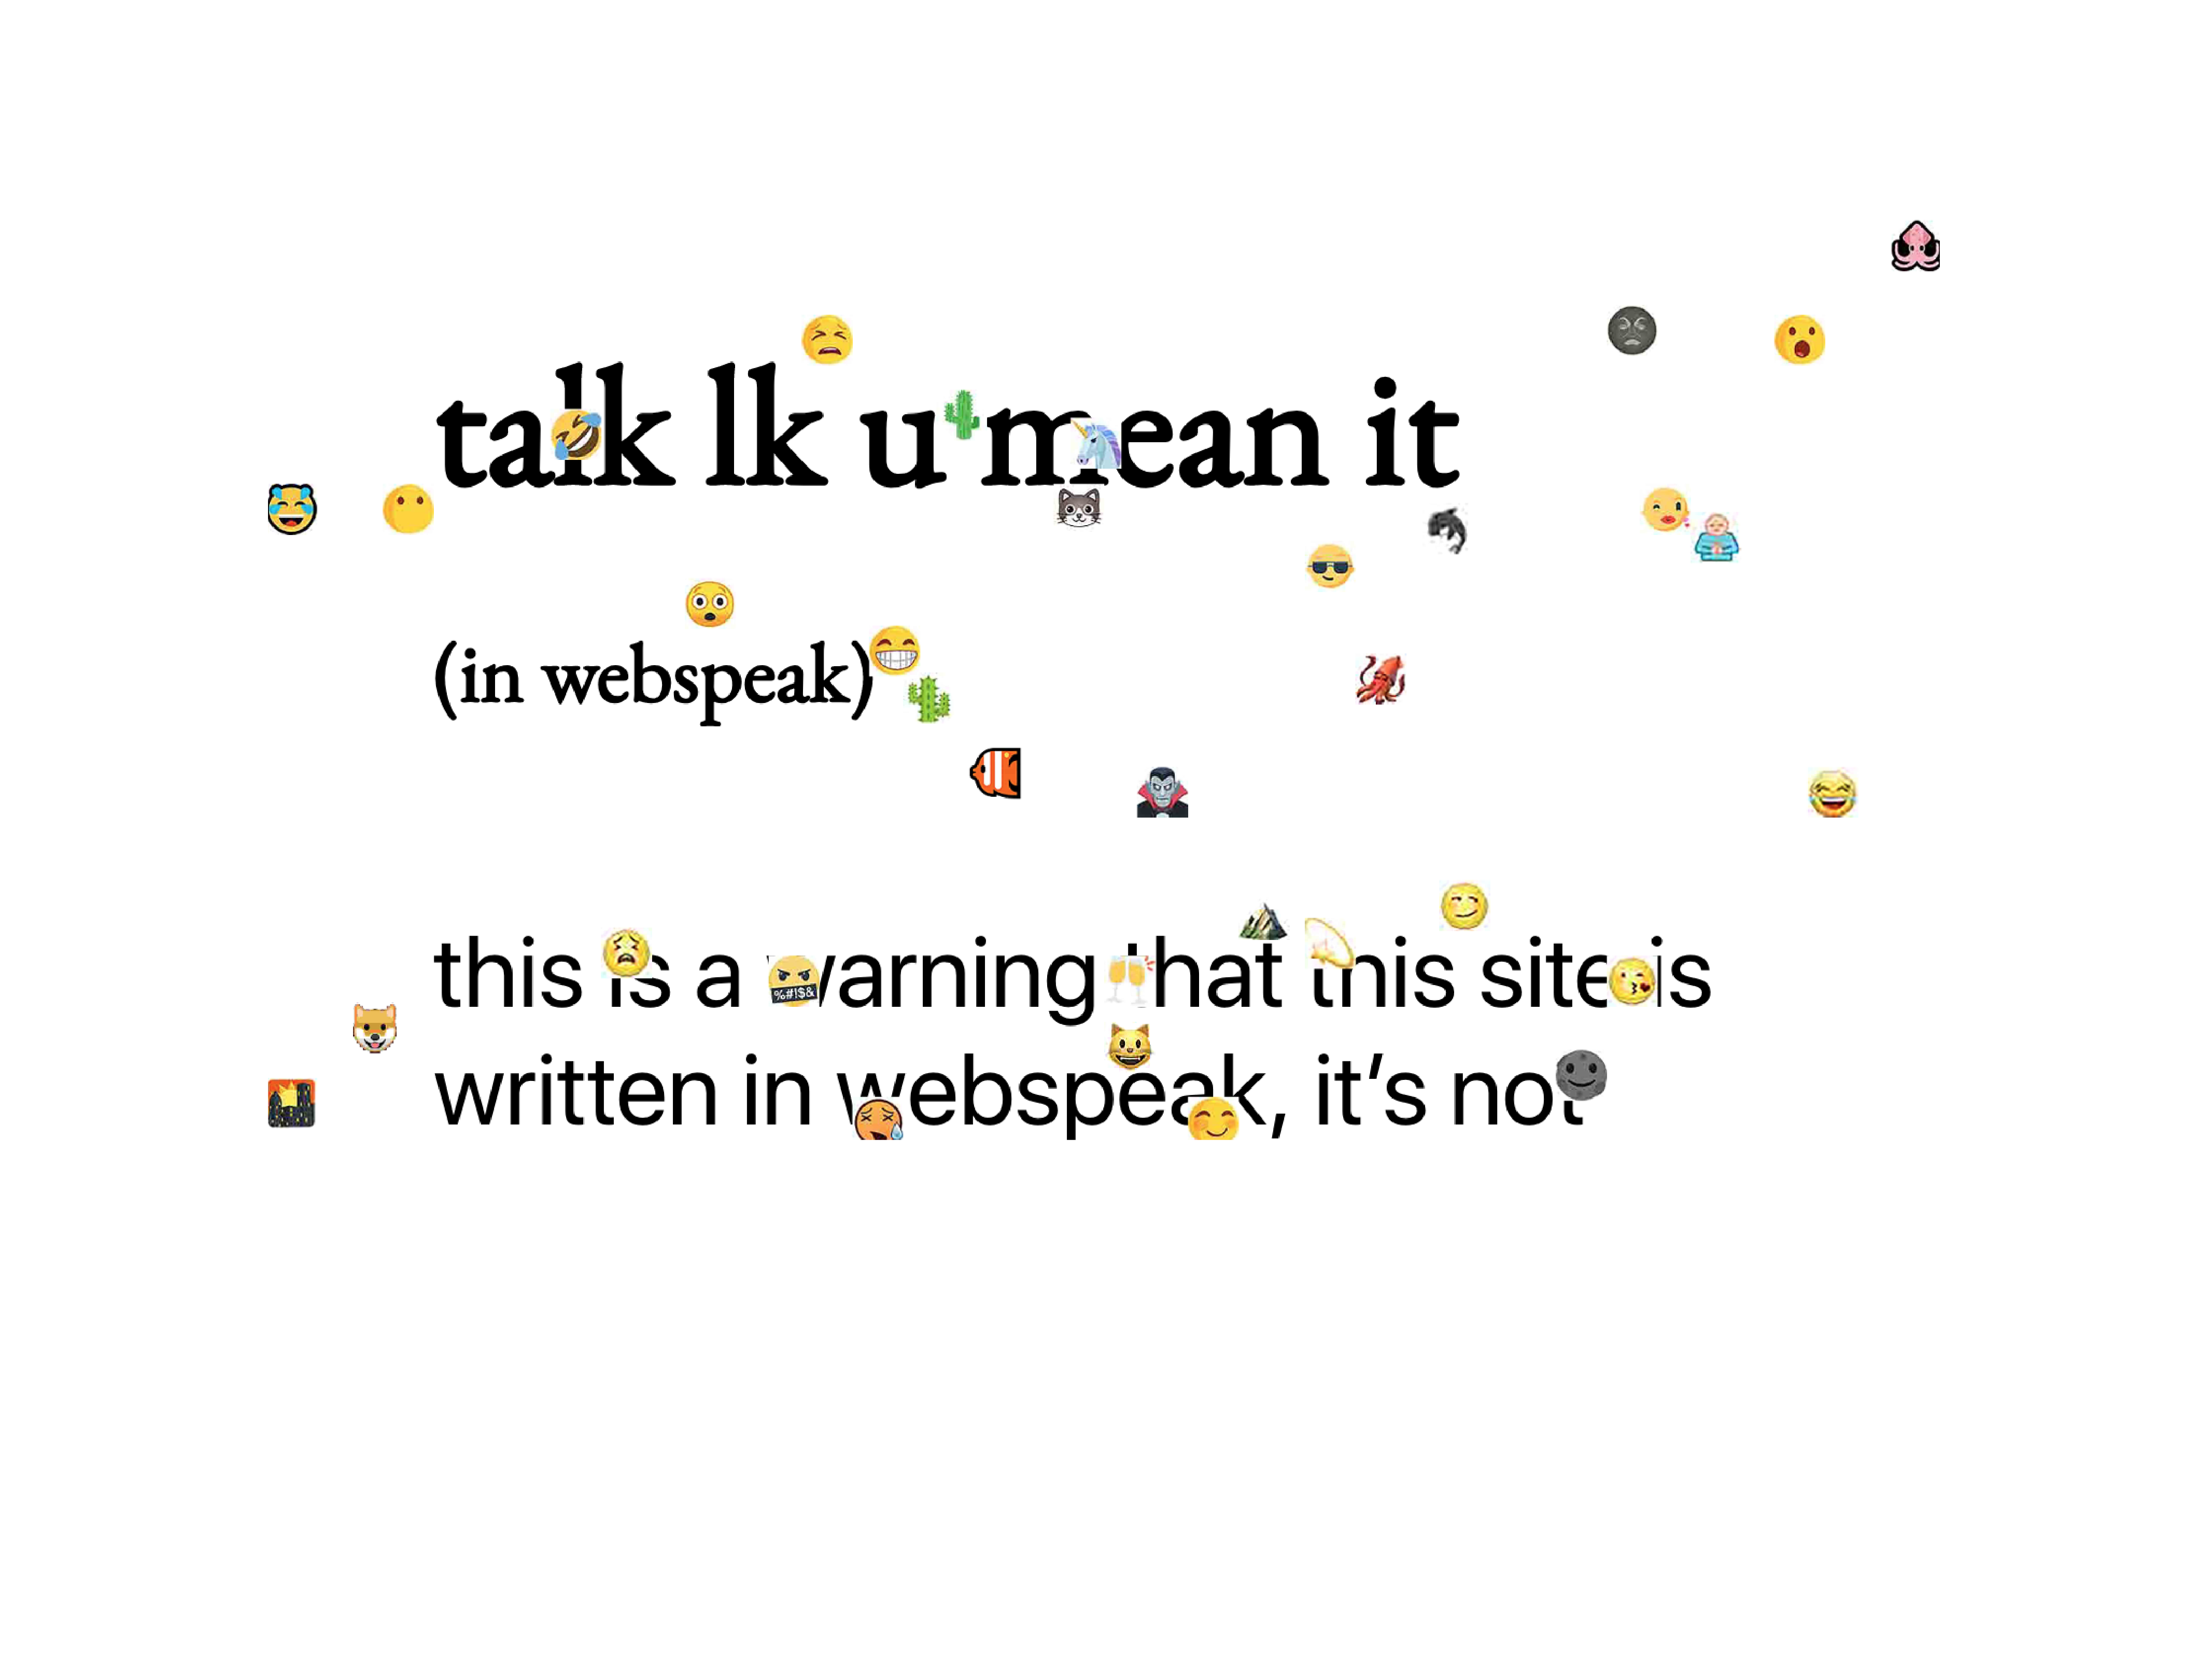 talk lk u mean it
(in webspeak)
this is a warning that this site is
written in webspeak, it’s not